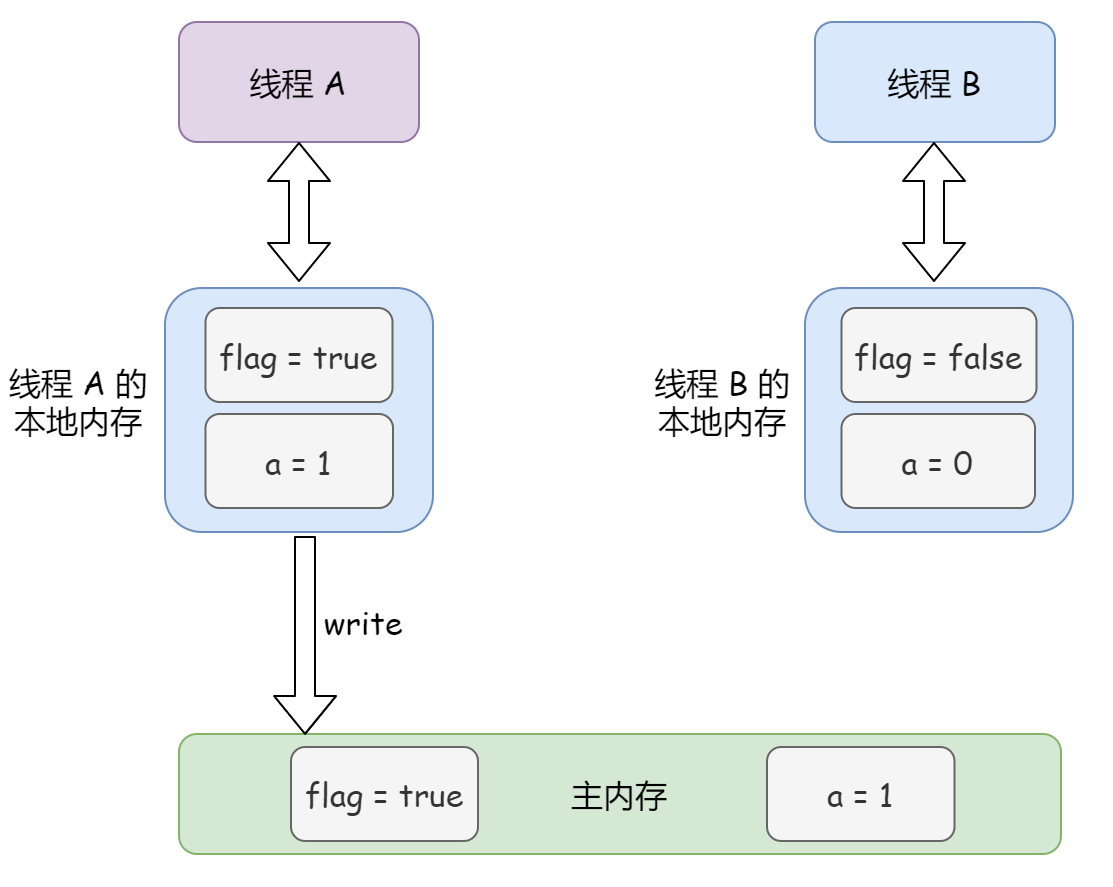 线程 A
线程 B
线程 A 的
本地内存
flag = true
a = 1
线程 B 的
本地内存
flag = false
a = 0
write
flag = true
主内存
a = 1